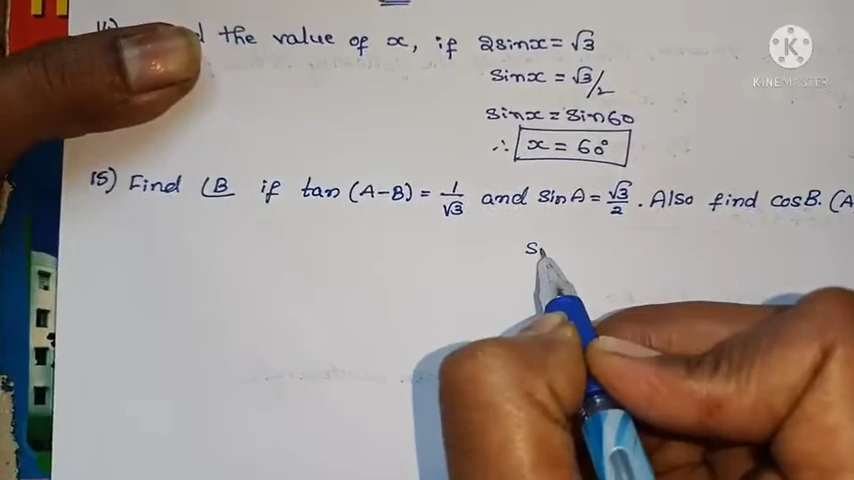 the value of x, if 2sinx = √3
sinx = √3/2
sinx = sin60
∴ x = 60°
15) Find ∠B if tan(A-B) = 1/√3 and sinA = √3/2 . Also find cosB. (A
s
KINEMASTER